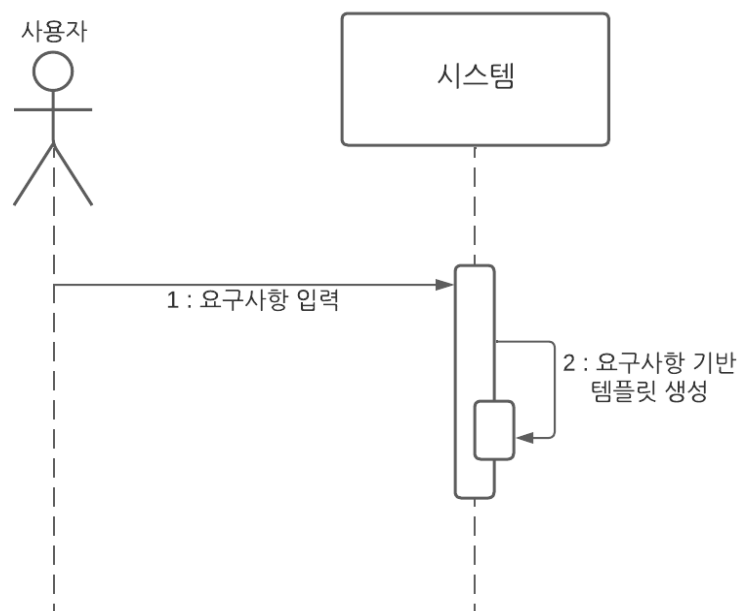 사용자
시스템
1 : 요구사항 입력
2 : 요구사항 기반
템플릿 생성